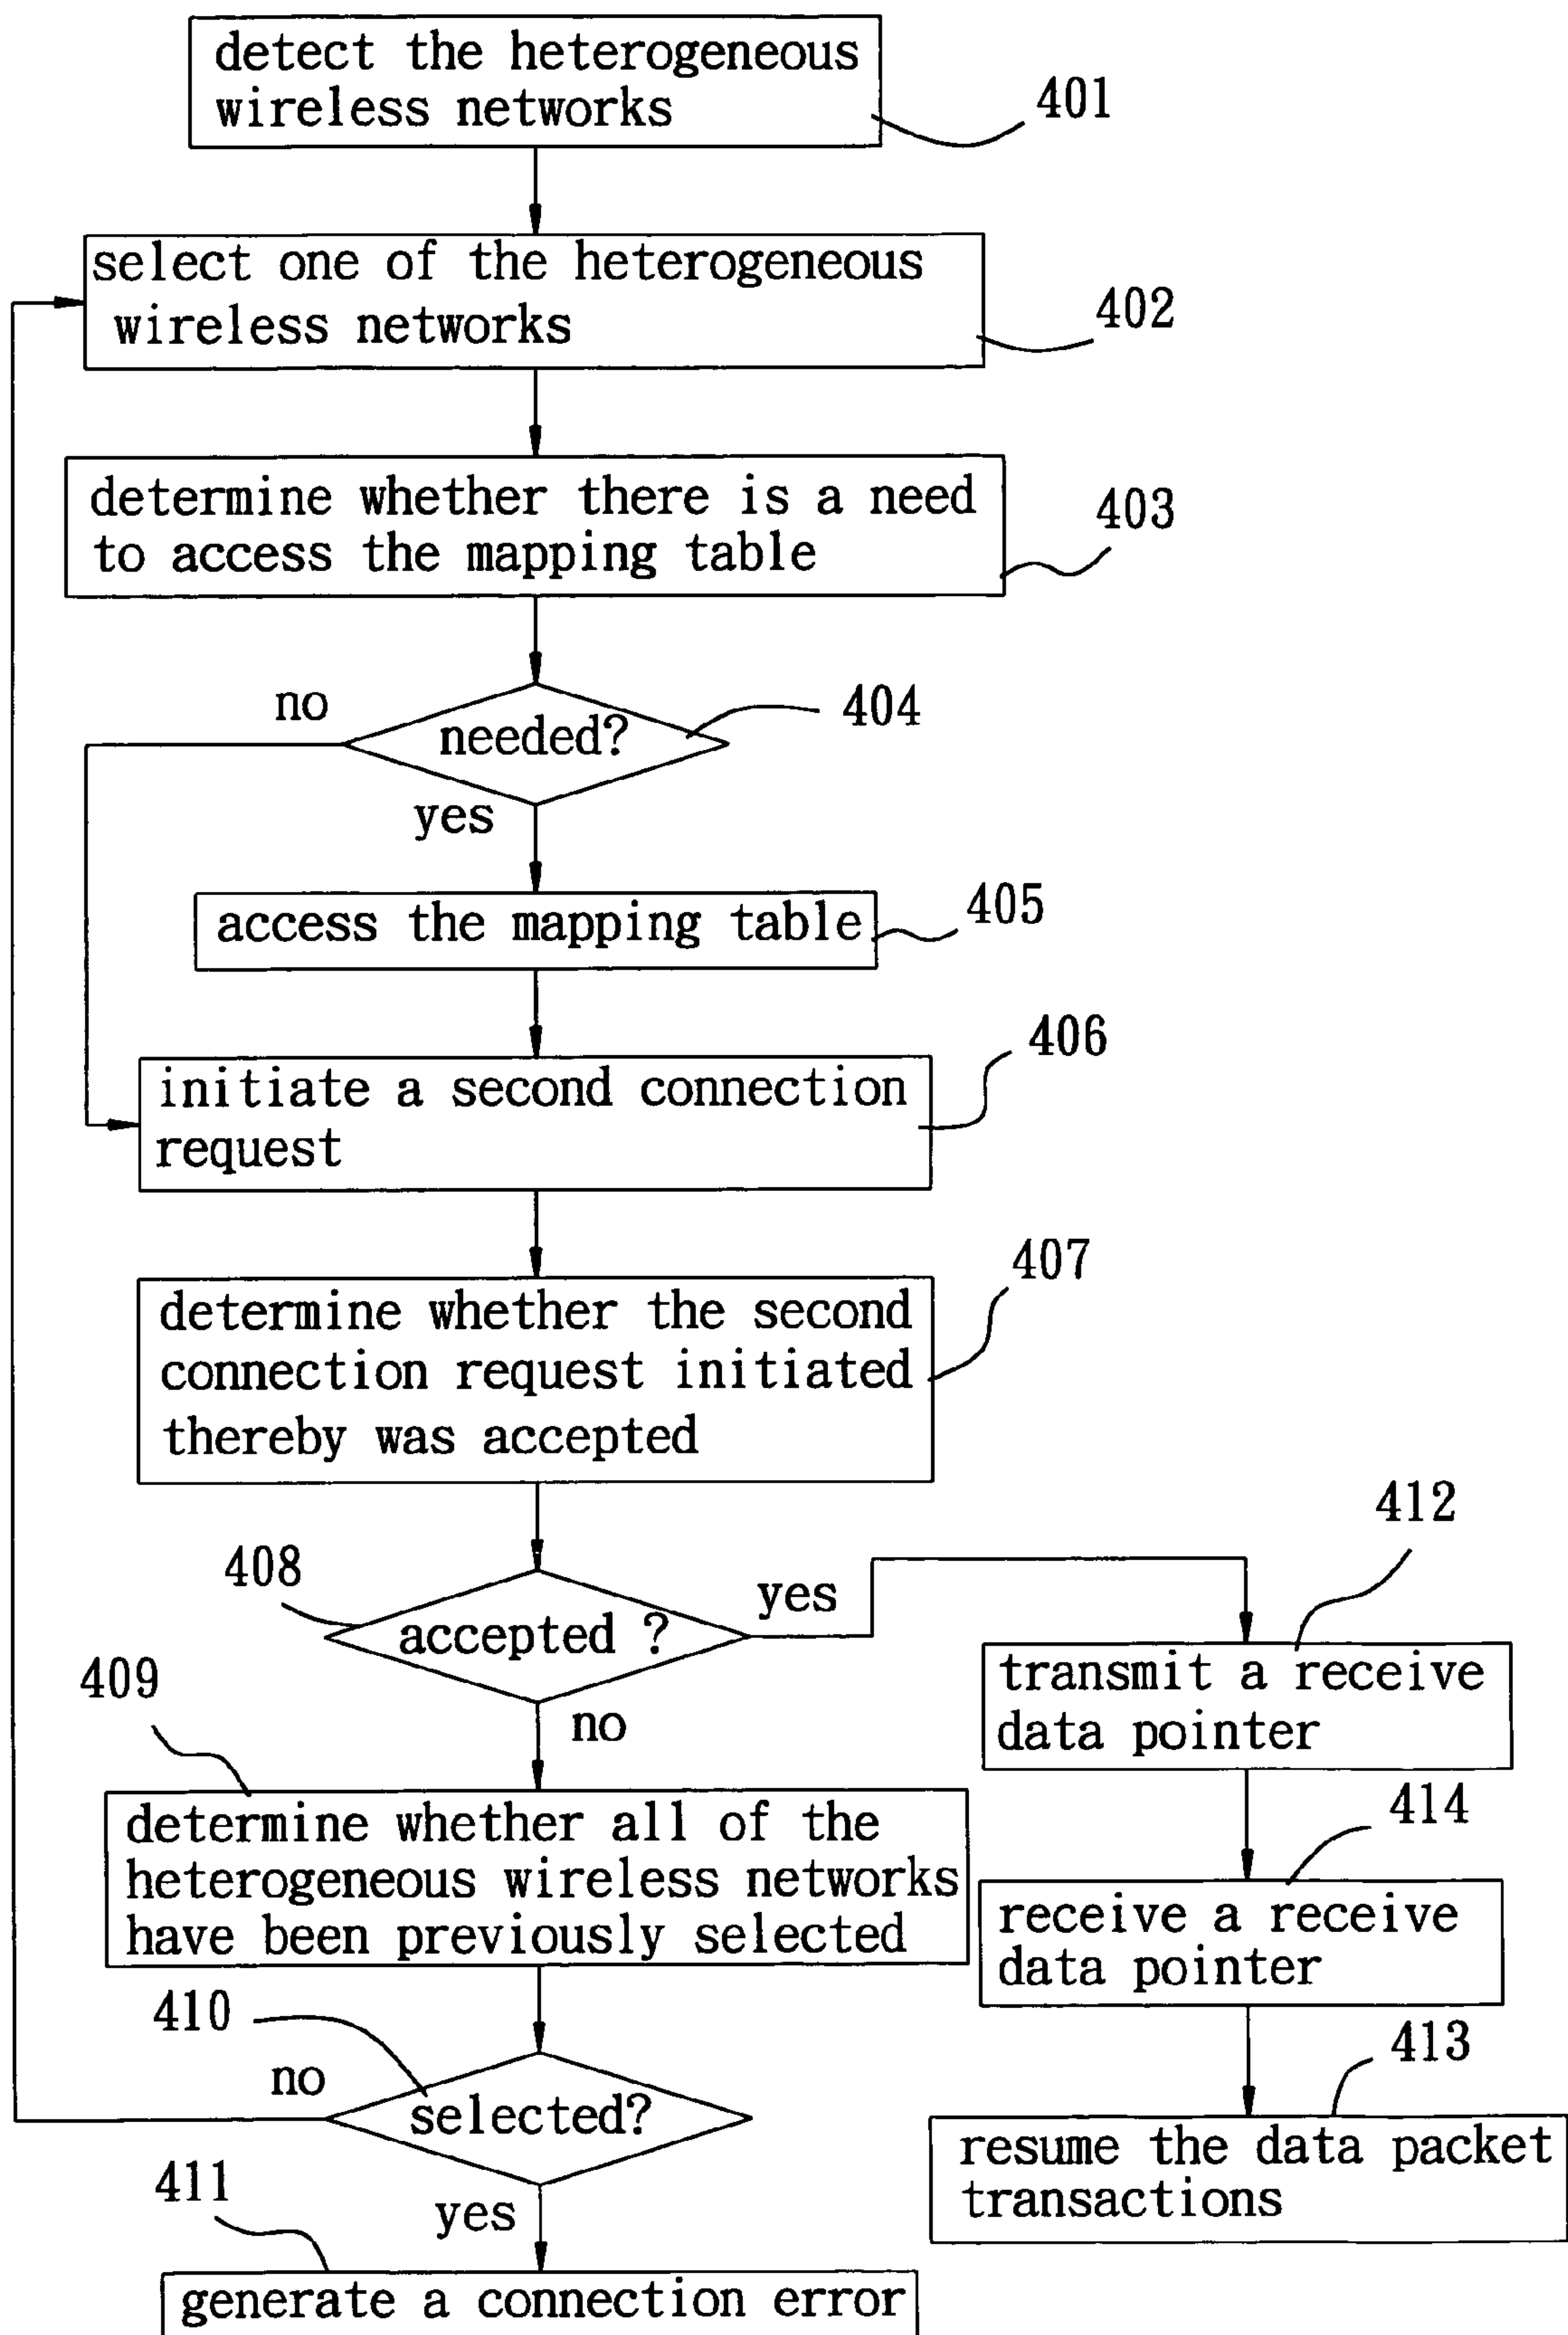 detect the heterogeneous
wireless networks
401
select one of the heterogeneous
wireless networks
402
determine whether there is a need
to access the mapping table
403
no
needed?
404
yes
access the mapping table
405
initiate a second connection
request
406
determine whether the second
connection request initiated
thereby was accepted
407
408
accepted ?
yes
412
transmit a receive
data pointer
no
409
determine whether all of the
heterogeneous wireless networks
have been previously selected
414
receive a receive
data pointer
410
no
selected?
413
resume the data packet
transactions
411
yes
generate a connection error